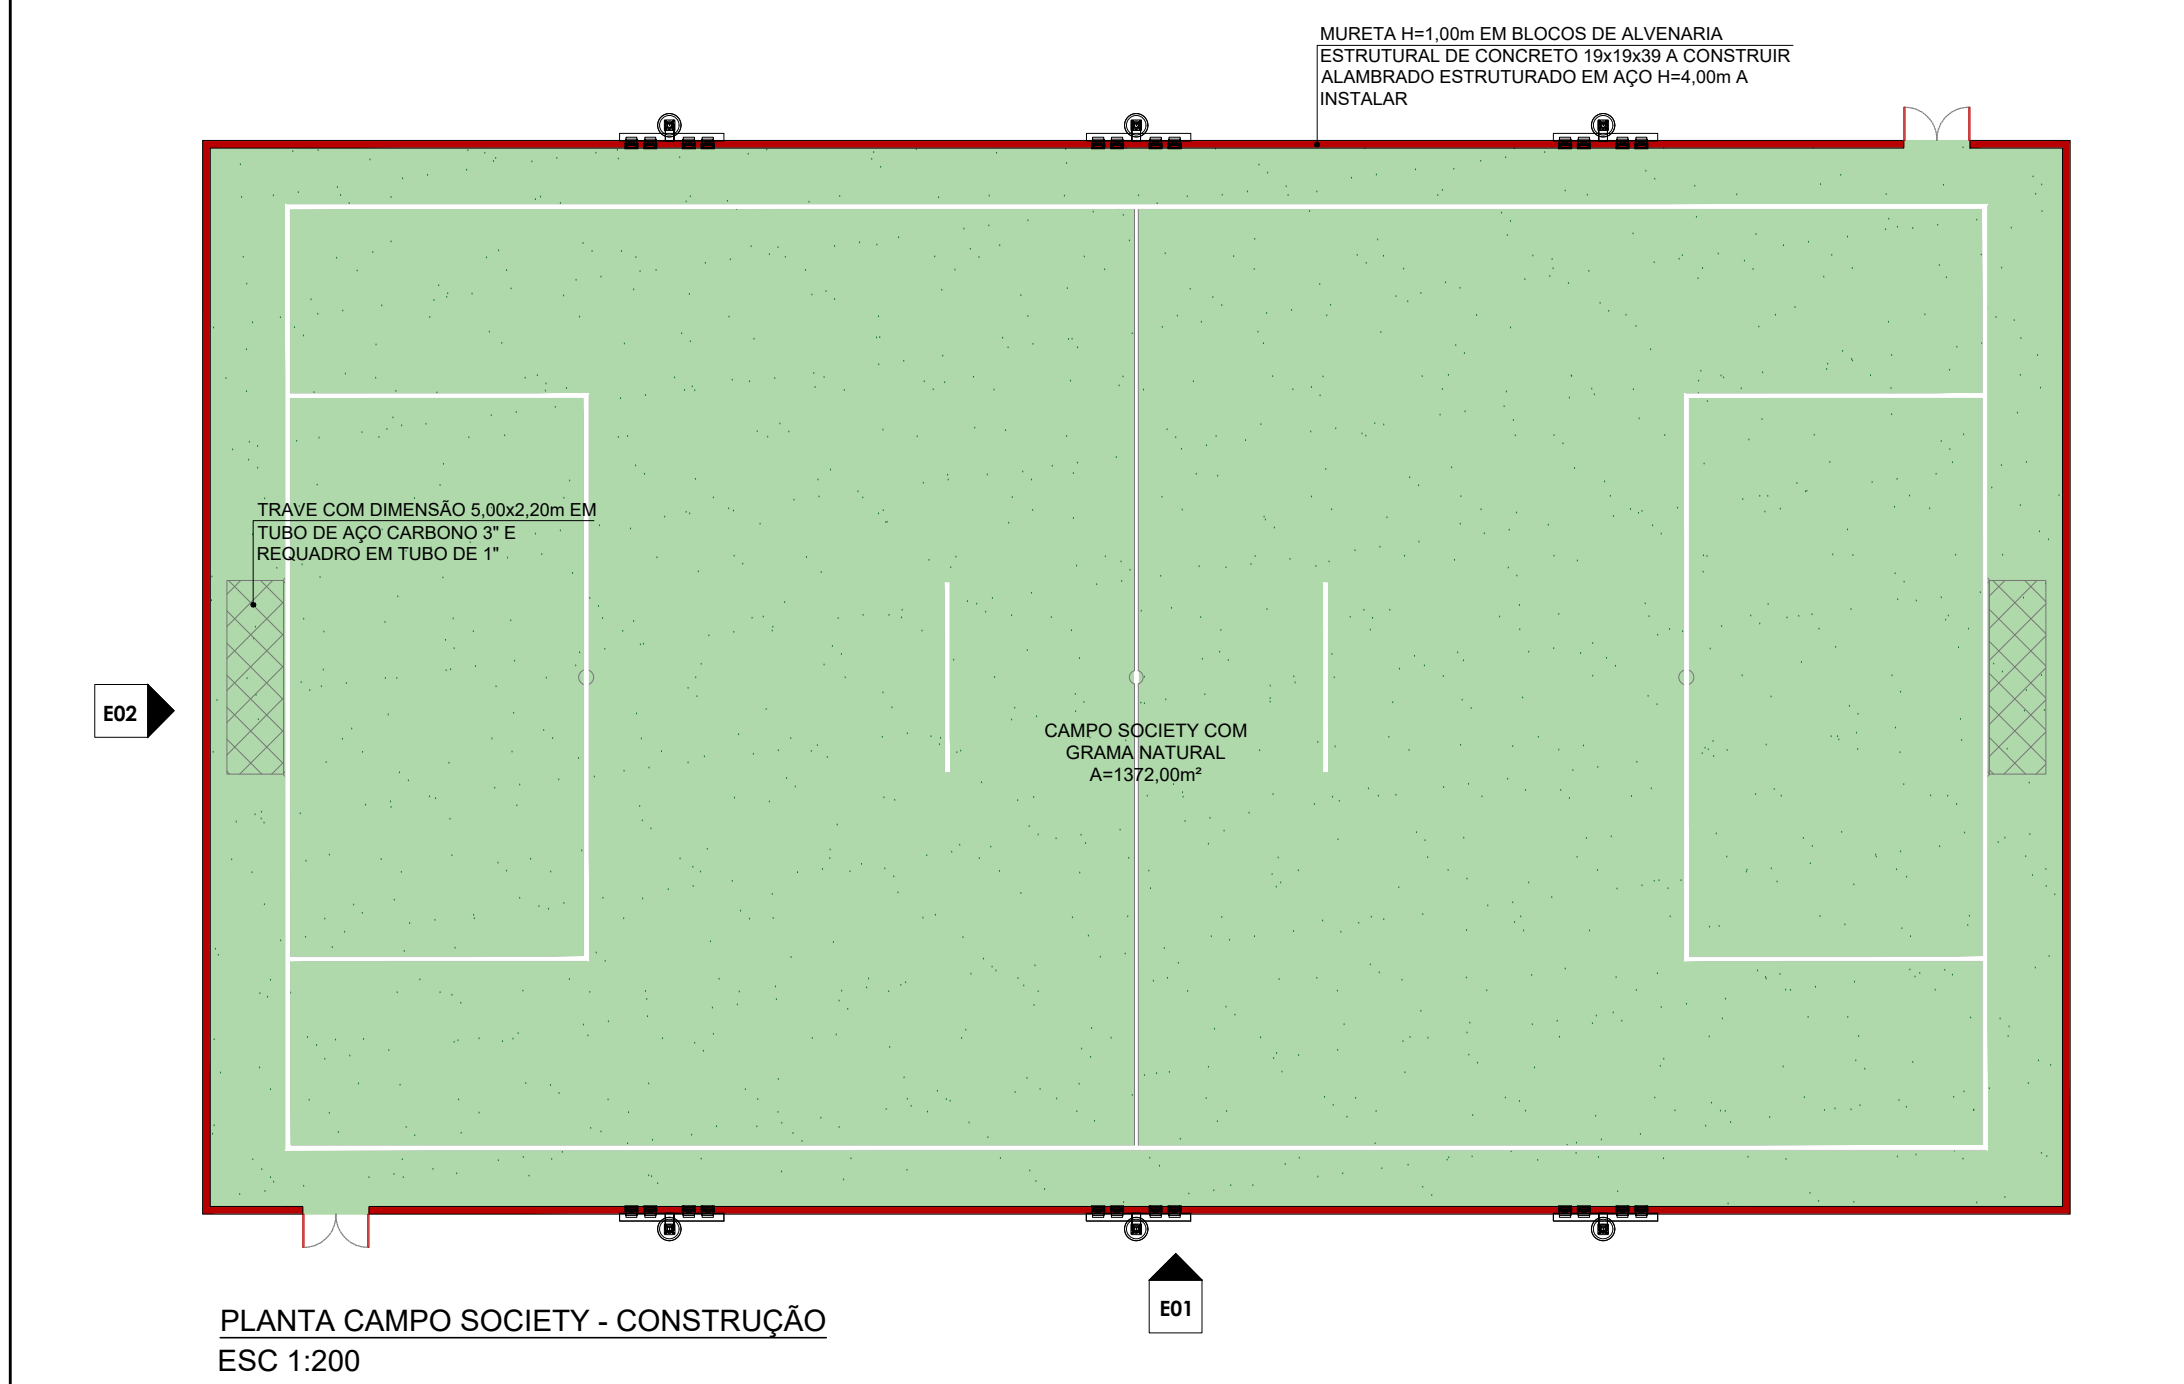 MURETA H=1,00m EM BLOCOS DE ALVENARIA
ESTRUTURAL DE CONCRETO 19x19x39 A CONSTRUIR
ALAMBRADO ESTRUTURADO EM AÇO H=4,00m A
INSTALAR
TRAVE COM DIMENSÃO 5,00x2,20m EM
TUBO DE AÇO CARBONO 3" E
REQUADRO EM TUBO DE 1"
E02
CAMPO SOCIETY COM
GRAMA NATURAL
A=1372,00m²
E01
PLANTA CAMPO SOCIETY - CONSTRUÇÃO
ESC 1:200